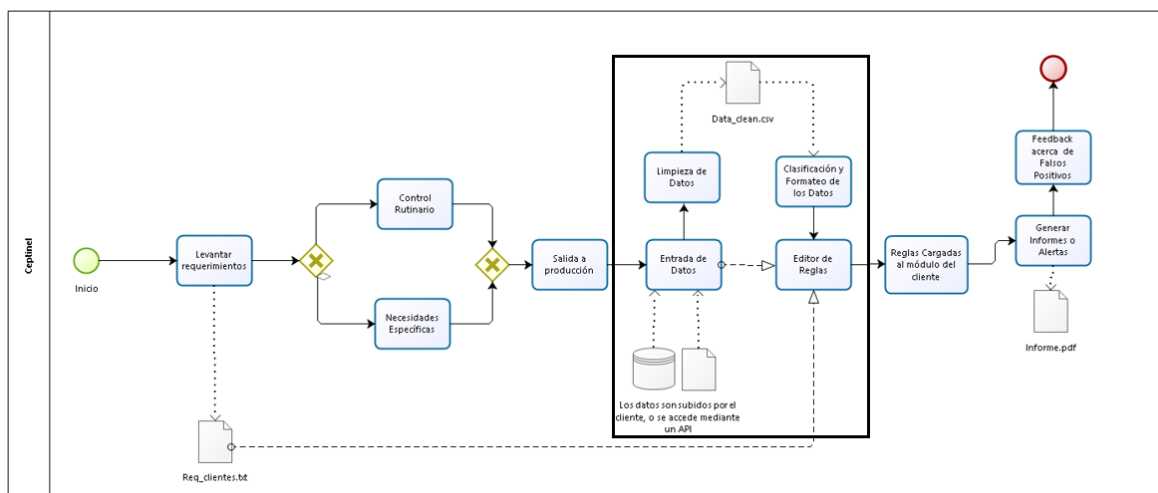 Ceptinel
Inicio
Levantar
requerimientos
Req_clientes.txt
Control
Rutinario
Necesidades
Específicas
Salida a
producción
Entrada de
Datos
Los datos son subidos por el
cliente, o se accede mediante
un API
Limpieza de
Datos
Data_clean.csv
Clasificación y
Formateo de
los Datos
Editor de
Reglas
Reglas Cargadas
al módulo del
cliente
Generar
Informes o
Alertas
Informe.pdf
Feedback
acerca de
Falsos
Positivos